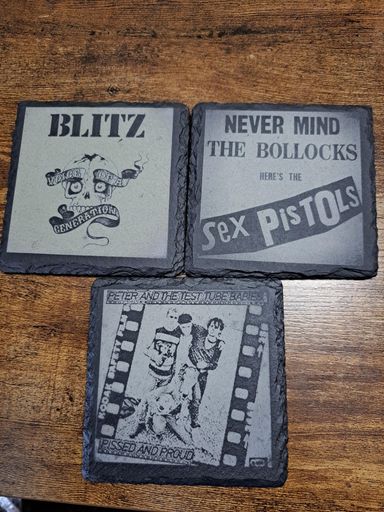 BLITZ
VOICE OF A
GENERATION
NEVER MIND
THE BOLLOCKS
HERE'S THE
SEX PISTOLS
PETER AND THE TEST TUBE BABIES
PISSED AND PROUD